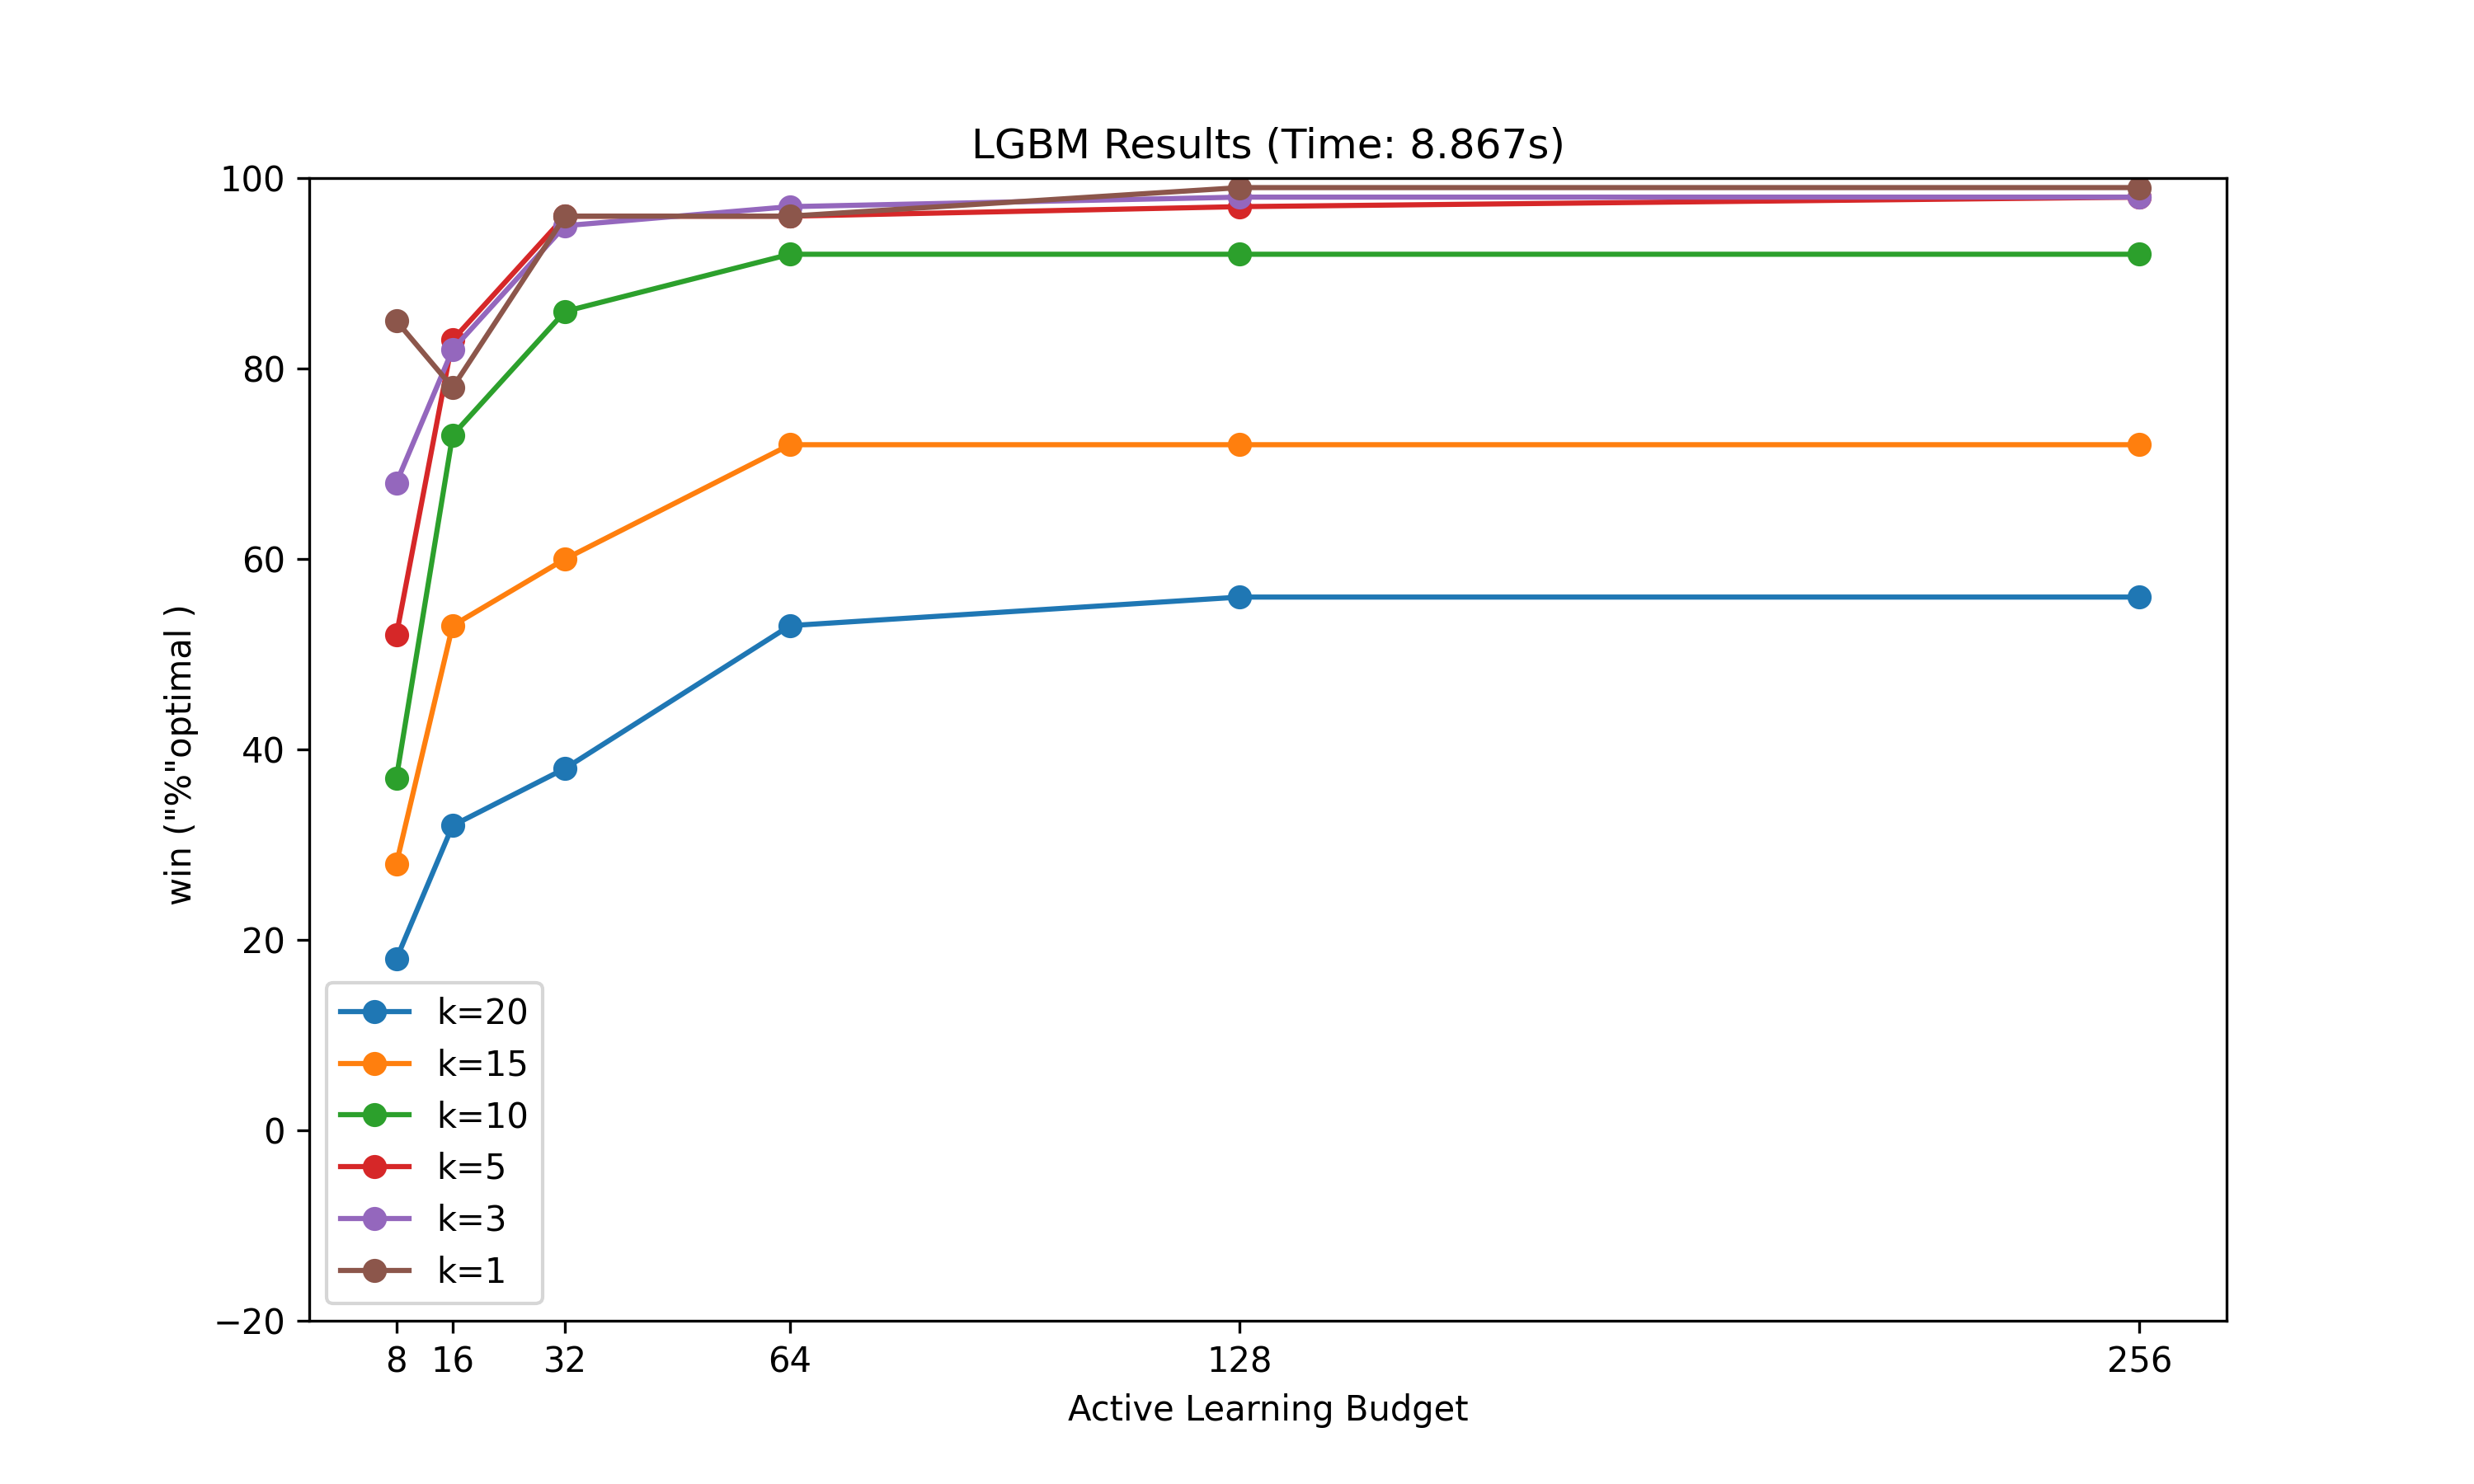 LGBM Results (Time: 8.867s)
100
80
60
40
20
0
−20
win ("%"optimal )
k=20
k=15
k=10
k=5
k=3
k=1
8 16 32 64 128 256
Active Learning Budget